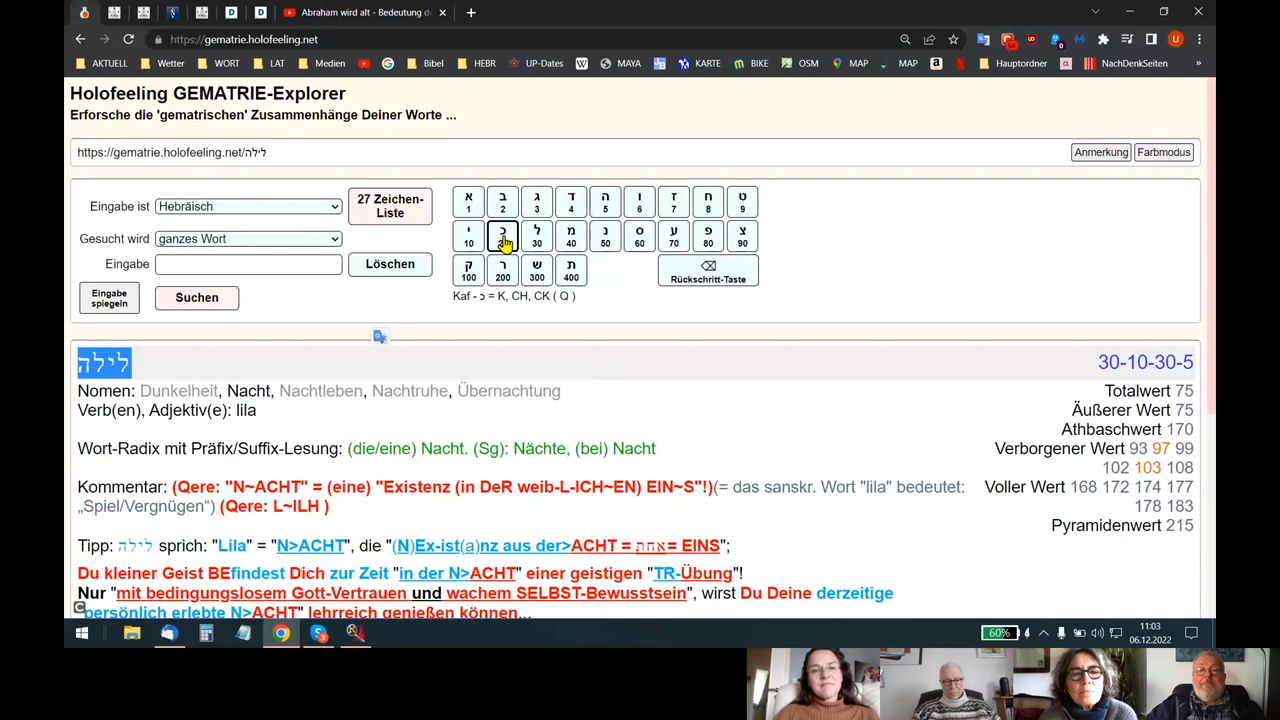 Abraham wird alt - Bedeutung de
https://gematrie.holofeeling.net
AKTUELL Wetter WORT LAT Medien Bibel HEBR UP-Dates MAYA KARTE BIKE OSM MAP MAP Hauptordner NachDenkSeiten »
Holofeeling GEMATRIE-Explorer
Erforsche die 'gematrischen' Zusammenhänge Deiner Worte ...
https://gematrie.holofeeling.net/לילה Anmerkung Farbmodus
Eingabe ist Hebräisch
27 Zeichen-Liste
Gesucht wird ganzes Wort
Eingabe Löschen
Eingabe spiegeln Suchen
א ב ג ד ה ו ז ח ט
1 2 3 4 5 6 7 8 9
י כ ל מ נ ס ע פ צ
10 30 40 50 60 70 80 90
ק ר ש ת
100 200 300 400 Rückschritt-Taste
Kaf - כ = K, CH, CK ( Q )
לילה 30-10-30-5
Nomen: Dunkelheit, Nacht, Nachtleben, Nachtruhe, Übernachtung
Verb(en), Adjektiv(e): lila
Wort-Radix mit Präfix/Suffix-Lesung: (die/eine) Nacht. (Sg): Nächte, (bei) Nacht
Kommentar: (Qere: "N~ACHT" = (eine) "Existenz (in DeR weib-L-ICH~EN) EIN~S"!)(= das sanskr. Wort "lila" bedeutet:
„Spiel/Vergnügen“) (Qere: L~ILH )
Totalwert 75
Äußerer Wert 75
Athbaschwert 170
Verborgener Wert 93 97 99
102 103 108
Voller Wert 168 172 174 177
178 183
Pyramidenwert 215
Tipp: לילה sprich: "Lila" = "N>ACHT", die "(N)Ex-ist(a)nz aus der>ACHT = אחת = EINS";
Du kleiner Geist BEfindest Dich zur Zeit "in der N>ACHT" einer geistigen "TR-Übung"!
Nur "mit bedingungslosem Gott-Vertrauen und wachem SELBST-Bewusstsein", wirst Du Deine derzeitige
persönlich erlebte N>ACHT" lehrreich genießen können...
60% 11:03
06.12.2022